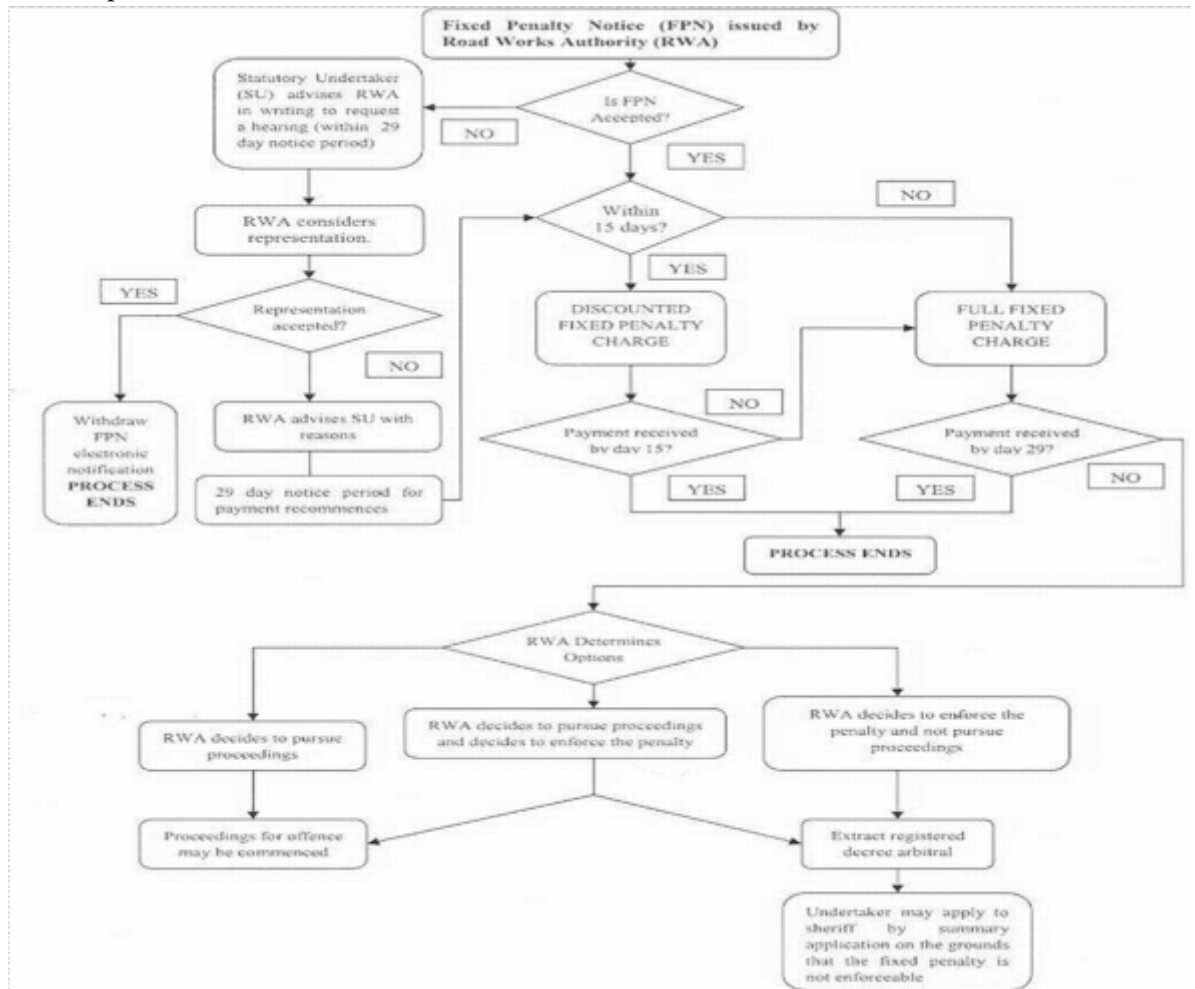 Fixed Penalty Notice (FPN) issued by
Road Works Authority (RWA)
Statutory Undertaker
(SU) advises RWA
in writing to request
a hearing (within 29
day notice period)
Is FPN
Accepted?
NO
YES
NO
RWA considers
representation.
Within
15 days?
YES
YES
Representation
accepted?
NO
DISCOUNTED
FIXED PENALTY
CHARGE
FULL FIXED
PENALTY
CHARGE
NO
Withdraw
FPN
electronic
notification
PROCESS
ENDS
RWA advises SU with
reasons
Payment received
by day 15?
Payment received
by day 29?
29 day notice period for
payment recommences
YES
YES
NO
PROCESS ENDS
RWA Determines
Options
RWA decides to pursue
proceedings
RWA decides to pursue proceedings
and decides to enforce the penalty
RWA decides to enforce the
penalty and not pursue
proceedings
Proceedings for offence
may be commenced
Extract registered
decree arbitral
Undertaker may apply to
sheriff by summary
application on the grounds
that the fixed penalty is
not enforceable